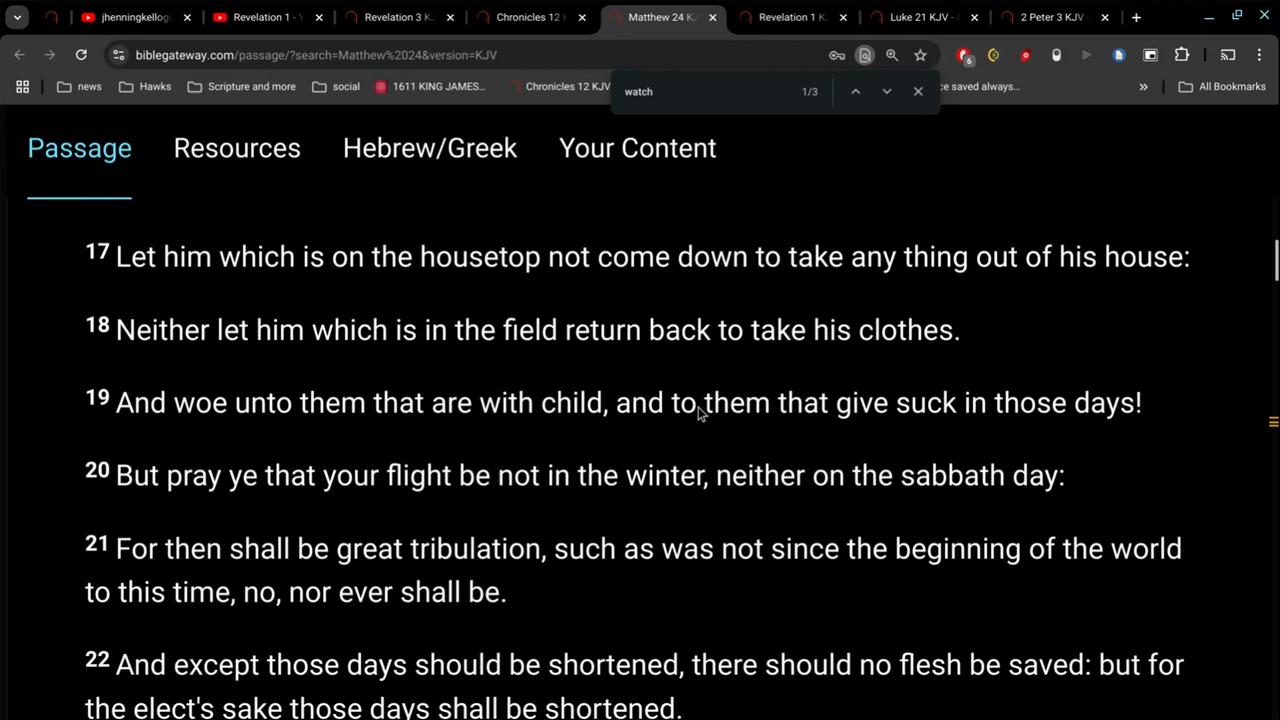 jhenningkellog
Revelation 1 - Y
Revelation 3 K
Chronicles 12
Matthew 24 K
Revelation 1 K
Luke 21 KJV -
2 Peter 3 KJV
biblegateway.com/passage/?search=Matthew%2024&version=KJV
6
news
Hawks
Scripture and more
social
1611 KING JAMES...
Chronicles 12 KJV
watch
1/3
ce saved always...
All Bookmarks
Passage
Resources
Hebrew/Greek
Your Content
17 Let him which is on the housetop not come down to take any thing out of his house:
18 Neither let him which is in the field return back to take his clothes.
19 And woe unto them that are with child, and to them that give suck in those days!
20 But pray ye that your flight be not in the winter, neither on the sabbath day:
21 For then shall be great tribulation, such as was not since the beginning of the world
to this time, no, nor ever shall be.
22 And except those days should be shortened, there should no flesh be saved: but for
the elect's sake those days shall be shortened.